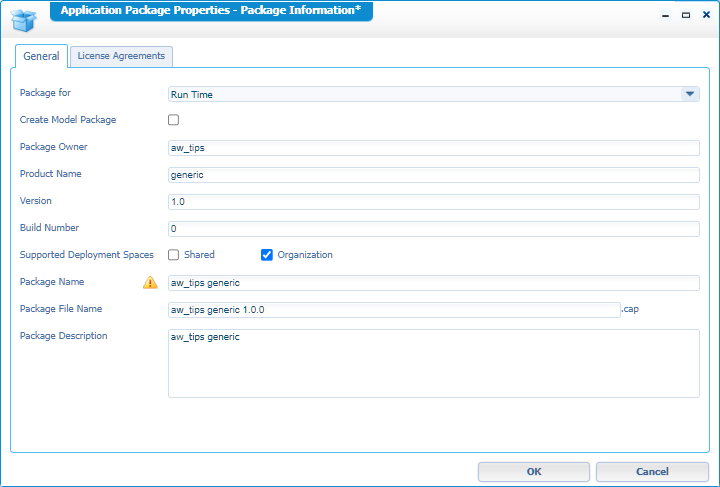 Application Package Properties - Package Information*
General
License Agreements
Package for
Run Time
Create Model Package
Package Owner
aw_tips
Product Name
generic
Version
1.0
Build Number
0
Supported Deployment Spaces
Shared
Organization
Package Name
aw_tips generic
Package File Name
aw_tips generic 1.0.0
.cap
Package Description
aw_tips generic
OK
Cancel